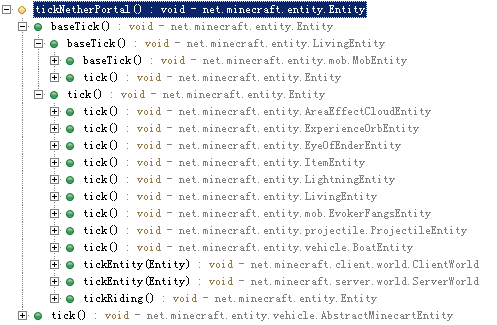 tickNetherPortal() : void - net.minecraft.entity.Entity
baseTick() : void - net.minecraft.entity.Entity
baseTick() : void - net.minecraft.entity.LivingEntity
baseTick() : void - net.minecraft.entity.mob.MobEntity
tick() : void - net.minecraft.entity.Entity
tick() : void - net.minecraft.entity.Entity
tick() : void - net.minecraft.entity.AreaEffectCloudEntity
tick() : void - net.minecraft.entity.ExperienceOrbEntity
tick() : void - net.minecraft.entity.EyeOfEnderEntity
tick() : void - net.minecraft.entity.ItemEntity
tick() : void - net.minecraft.entity.LightningEntity
tick() : void - net.minecraft.entity.LivingEntity
tick() : void - net.minecraft.entity.mob.EvokerFangsEntity
tick() : void - net.minecraft.entity.projectile.ProjectileEntity
tick() : void - net.minecraft.entity.vehicle.BoatEntity
tickEntity(Entity) : void - net.minecraft.client.world.ClientWorld
tickEntity(Entity) : void - net.minecraft.server.world.ServerWorld
tickRiding() : void - net.minecraft.entity.Entity
tick() : void - net.minecraft.entity.vehicle.AbstractMinecartEntity